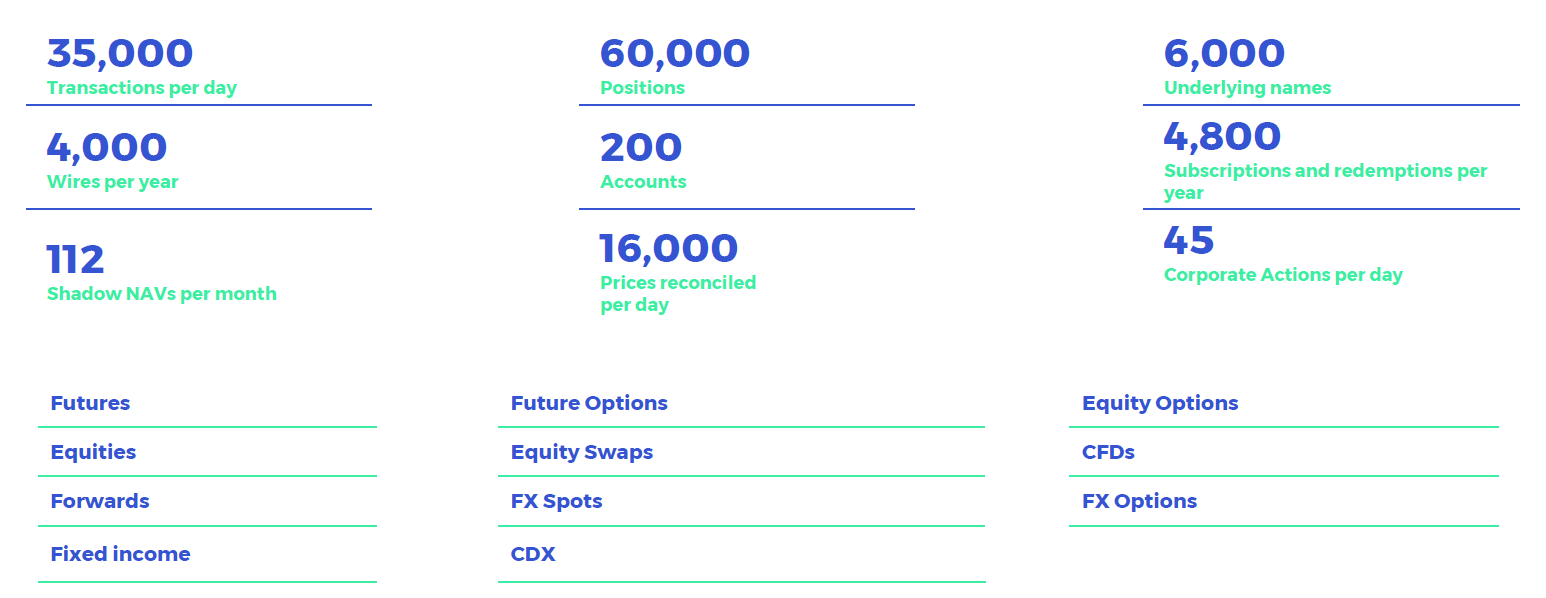 35,000
Transactions per day
60,000
Positions
6,000
Underlying names
4,000
Wires per year
200
Accounts
4,800
Subscriptions and redemptions per
year
112
Shadow NAVs per month
16,000
Prices reconciled
per day
45
Corporate Actions per day
Futures
Future Options
Equity Options
Equities
Equity Swaps
CFDs
Forwards
FX Spots
FX Options
Fixed income
CDX